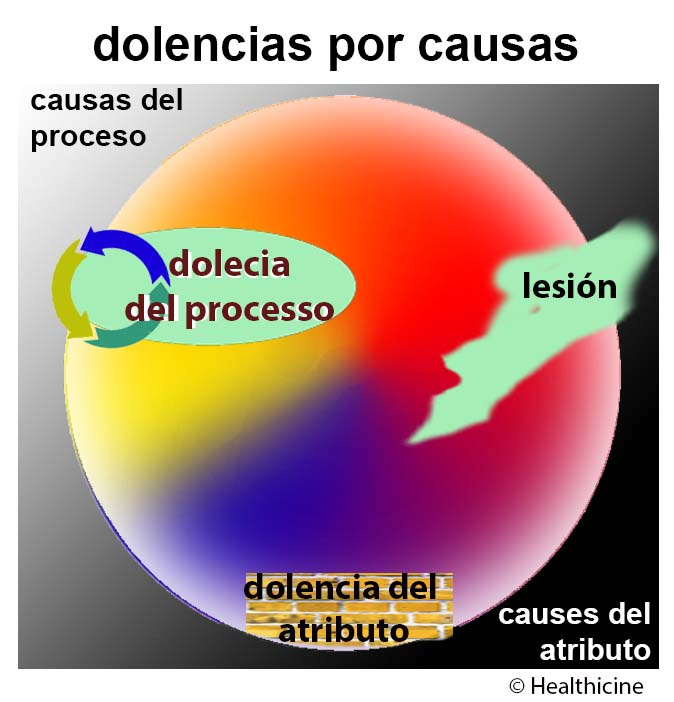 dolencias por causas
causas del
proceso
dolecia
del processo
lesión
dolencia del
atributo
causes del
atributo
© Healthicine